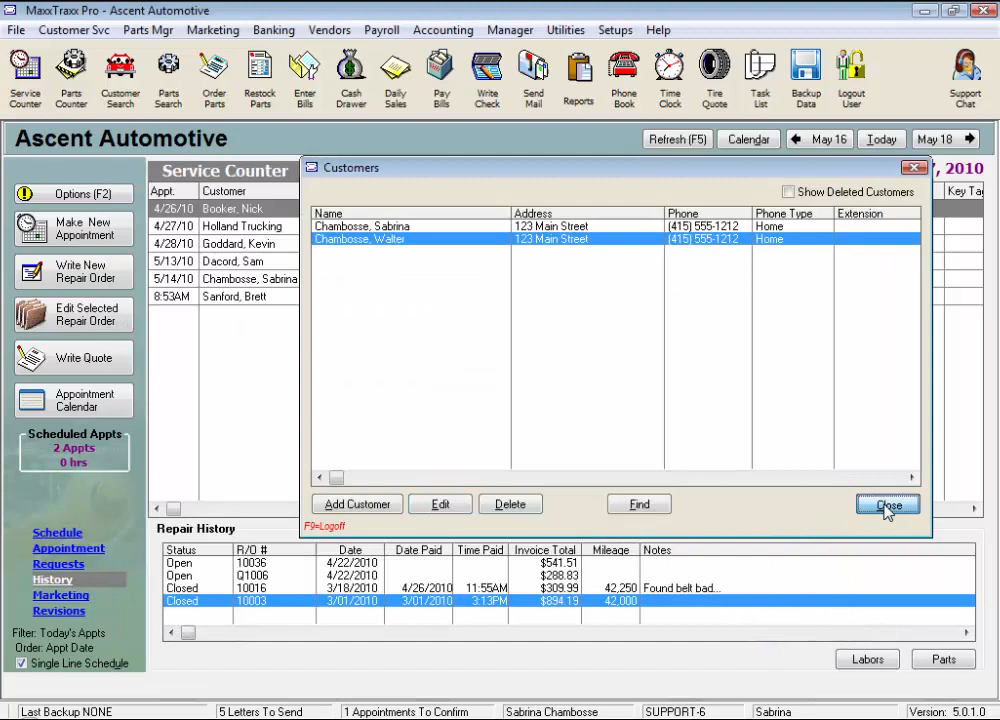 MaxxTraxx Pro - Ascent Automotive
File Customer Svc Parts Mgr Marketing Banking Vendors Payroll Accounting Manager Utilities Setups Help
Service Counter
Parts Counter
Customer Search
Parts Search
Order Parts
Restock Parts
Enter Bills
Cash Drawer
Daily Sales
Pay Bills
Write Check
Send Mail
Reports
Phone Book
Time Clock
Tire Quote
Task List
Backup Data
Logout User
Support Chat
Ascent Automotive
Refresh (F5) Calendar May 16 Today May 18
Options (F2)
Make New Appointment
Write New Repair Order
Edit Selected Repair Order
Write Quote
Appointment Calendar
Scheduled Appts
2 Appts
0 hrs
Schedule
Appointment
Requests
History
Marketing
Revisions
Filter: Today's Appts
Order: Appt Date
Single Line Schedule
Service Counter
, 2010
Appt. Customer Key Ta
4/26/10 Booker, Nick
4/27/10 Holland Trucking
4/28/10 Goddard, Kevin
5/13/10 Dacord, Sam
5/14/10 Chambosse, Sabrina
8:53AM Sanford, Brett
Customers
Show Deleted Customers
Name Address Phone Phone Type Extension
Chambosse, Sabrina 123 Main Street (415) 555-1212 Home
Chambosse, Walter 123 Main Street (415) 555-1212 Home
Add Customer Edit Delete Find Close
F9=Logoff
Repair History
Status R/O # Date Date Paid Time Paid Invoice Total Mileage Notes
Open 10036 4/22/2010 $541.51
Open Q1006 4/22/2010 $288.83
Closed 10016 3/18/2010 4/26/2010 11:55AM $309.99 42,250 Found belt bad...
Closed 10003 3/01/2010 3/01/2010 3:13PM $894.19 42,000
Labors Parts
Last Backup NONE 5 Letters To Send 1 Appointments To Confirm Sabrina Chambosse SUPPORT-6 Sabrina Version: 5.0.1.0